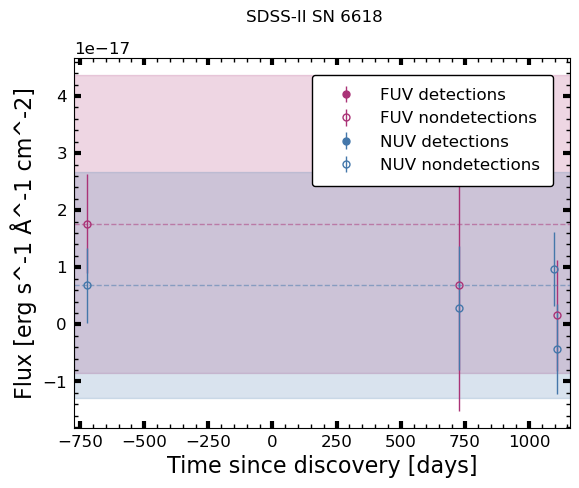 SDSS-II SN 6618
1e−17
FUV detections
FUV nondetections
NUV detections
NUV nondetections
4
3
2
1
0
−1
Flux [erg s^-1 Å^-1 cm^-2]
−750 −500 −250 0 250 500 750 1000
Time since discovery [days]